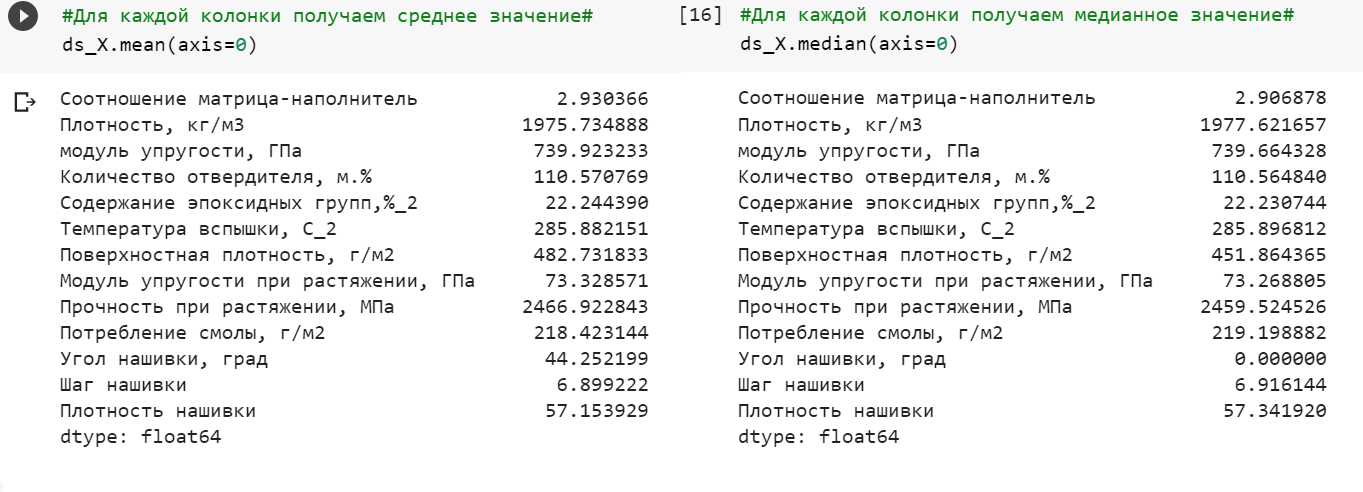 #Для каждой колонки получаем среднее значение#
ds_X.mean(axis=0)
Соотношение матрица-наполнитель 2.930366
Плотность, кг/м3 1975.734888
модуль упругости, ГПа 739.923233
Количество отвердителя, м.% 110.570769
Содержание эпоксидных групп,%_2 22.244390
Температура вспышки, С_2 285.882151
Поверхностная плотность, г/м2 482.731833
Модуль упругости при растяжении, ГПа 73.328571
Прочность при растяжении, МПа 2466.922843
Потребление смолы, г/м2 218.423144
Угол нашивки, град 44.252199
Шаг нашивки 6.899222
Плотность нашивки 57.153929
dtype: float64
[16] #Для каждой колонки получаем медианное значение#
ds_X.median(axis=0)
Соотношение матрица-наполнитель 2.906878
Плотность, кг/м3 1977.621657
модуль упругости, ГПа 739.664328
Количество отвердителя, м.% 110.564840
Содержание эпоксидных групп,%_2 22.230744
Температура вспышки, С_2 285.896812
Поверхностная плотность, г/м2 451.864365
Модуль упругости при растяжении, ГПа 73.268805
Прочность при растяжении, МПа 2459.524526
Потребление смолы, г/м2 219.198882
Угол нашивки, град 0.000000
Шаг нашивки 6.916144
Плотность нашивки 57.341920
dtype: float64